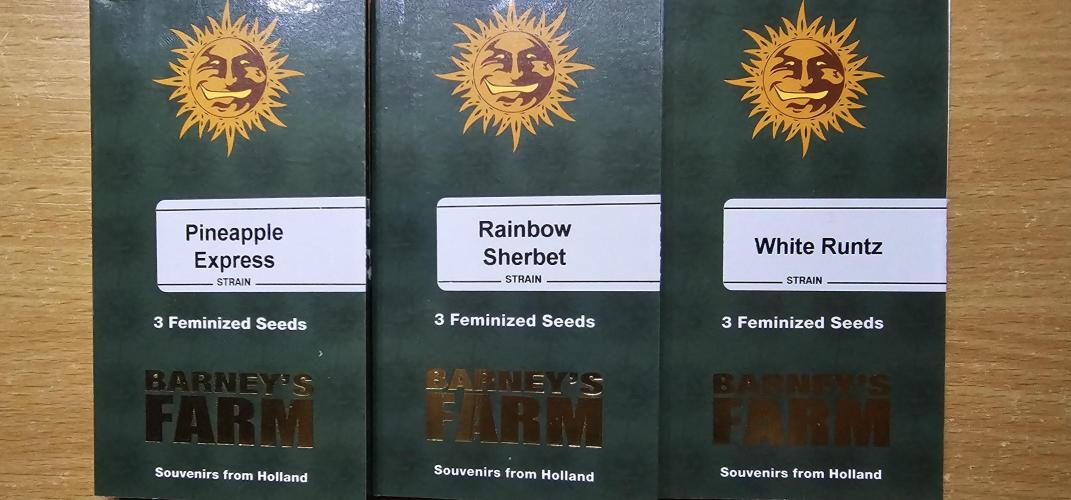 Pineapple
Express
STRAIN
3 Feminized Seeds
BARNEY'S
FARM
Souvenirs from Holland
Rainbow
Sherbet
STRAIN
3 Feminized Seeds
BARNEY'S
FARM
Souvenirs from Holland
White Runtz
STRAIN
3 Feminized Seeds
BARNEY'S
FARM
Souvenirs from Holland